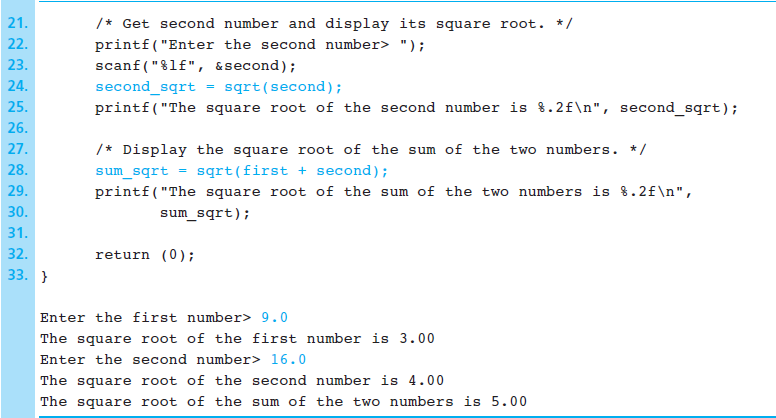 21.        /* Get second number and display its square root. */
22.        printf("Enter the second number> ");
23.        scanf("%lf", &second);
24.        second_sqrt = sqrt(second);
25.        printf("The square root of the second number is %.2f\n", second_sqrt);
26.
27.        /* Display the square root of the sum of the two numbers. */
28.        sum_sqrt = sqrt(first + second);
29.        printf("The square root of the sum of the two numbers is %.2f\n",
30.               sum_sqrt);
31.
32.        return (0);
33. }
Enter the first number> 9.0
The square root of the first number is 3.00
Enter the second number> 16.0
The square root of the second number is 4.00
The square root of the sum of the two numbers is 5.00